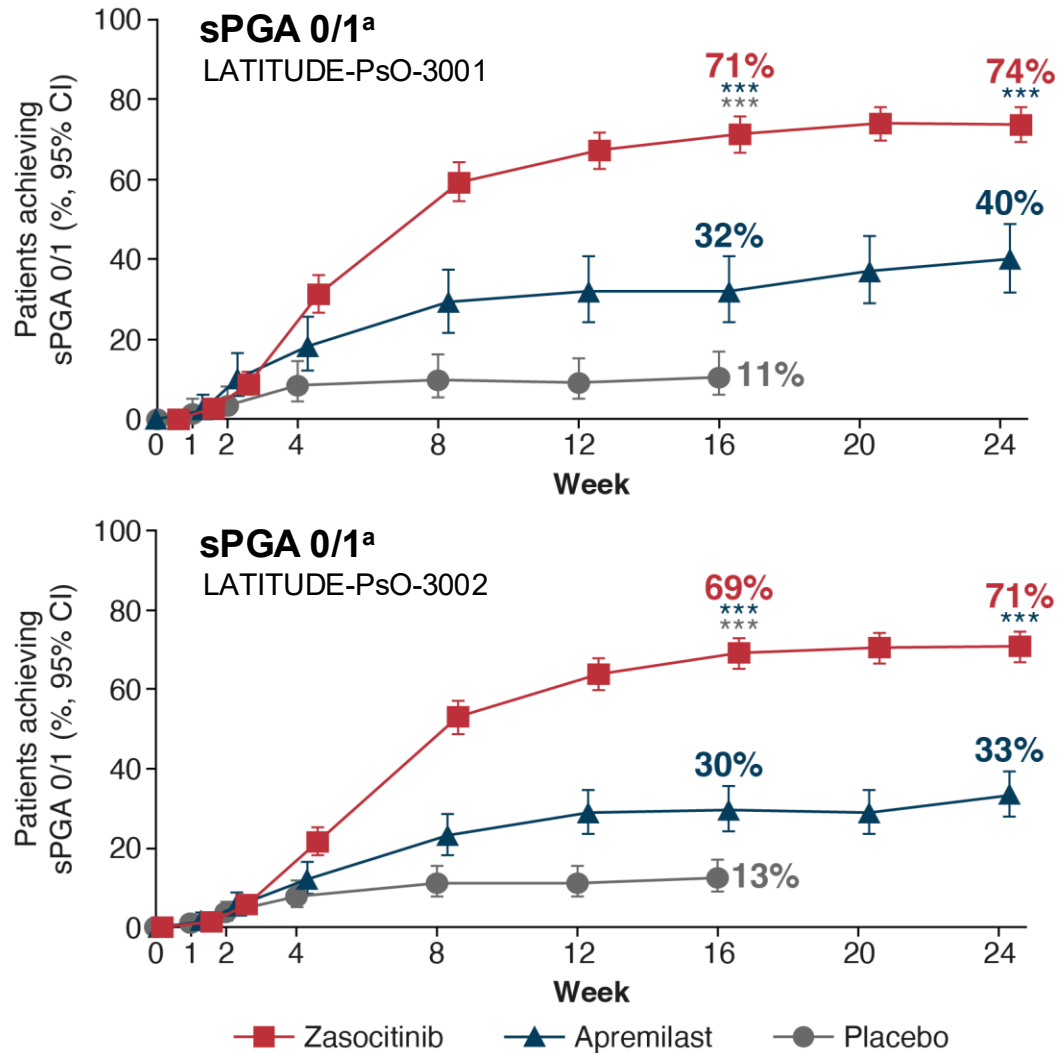 sPGA 0/1ᵃ
LATITUDE-PsO-3001
Patients achieving
sPGA 0/1 (%, 95% CI)
100
80
60
40
20
0
71%
***
***
74%
***
32%
40%
11%
0 1 2 4 8 12 16 20 24
Week
sPGA 0/1ᵃ
LATITUDE-PsO-3002
Patients achieving
sPGA 0/1 (%, 95% CI)
100
80
60
40
20
0
69%
***
***
71%
***
30%
33%
13%
0 1 2 4 8 12 16 20 24
Week
Zasocitinib Apremilast Placebo